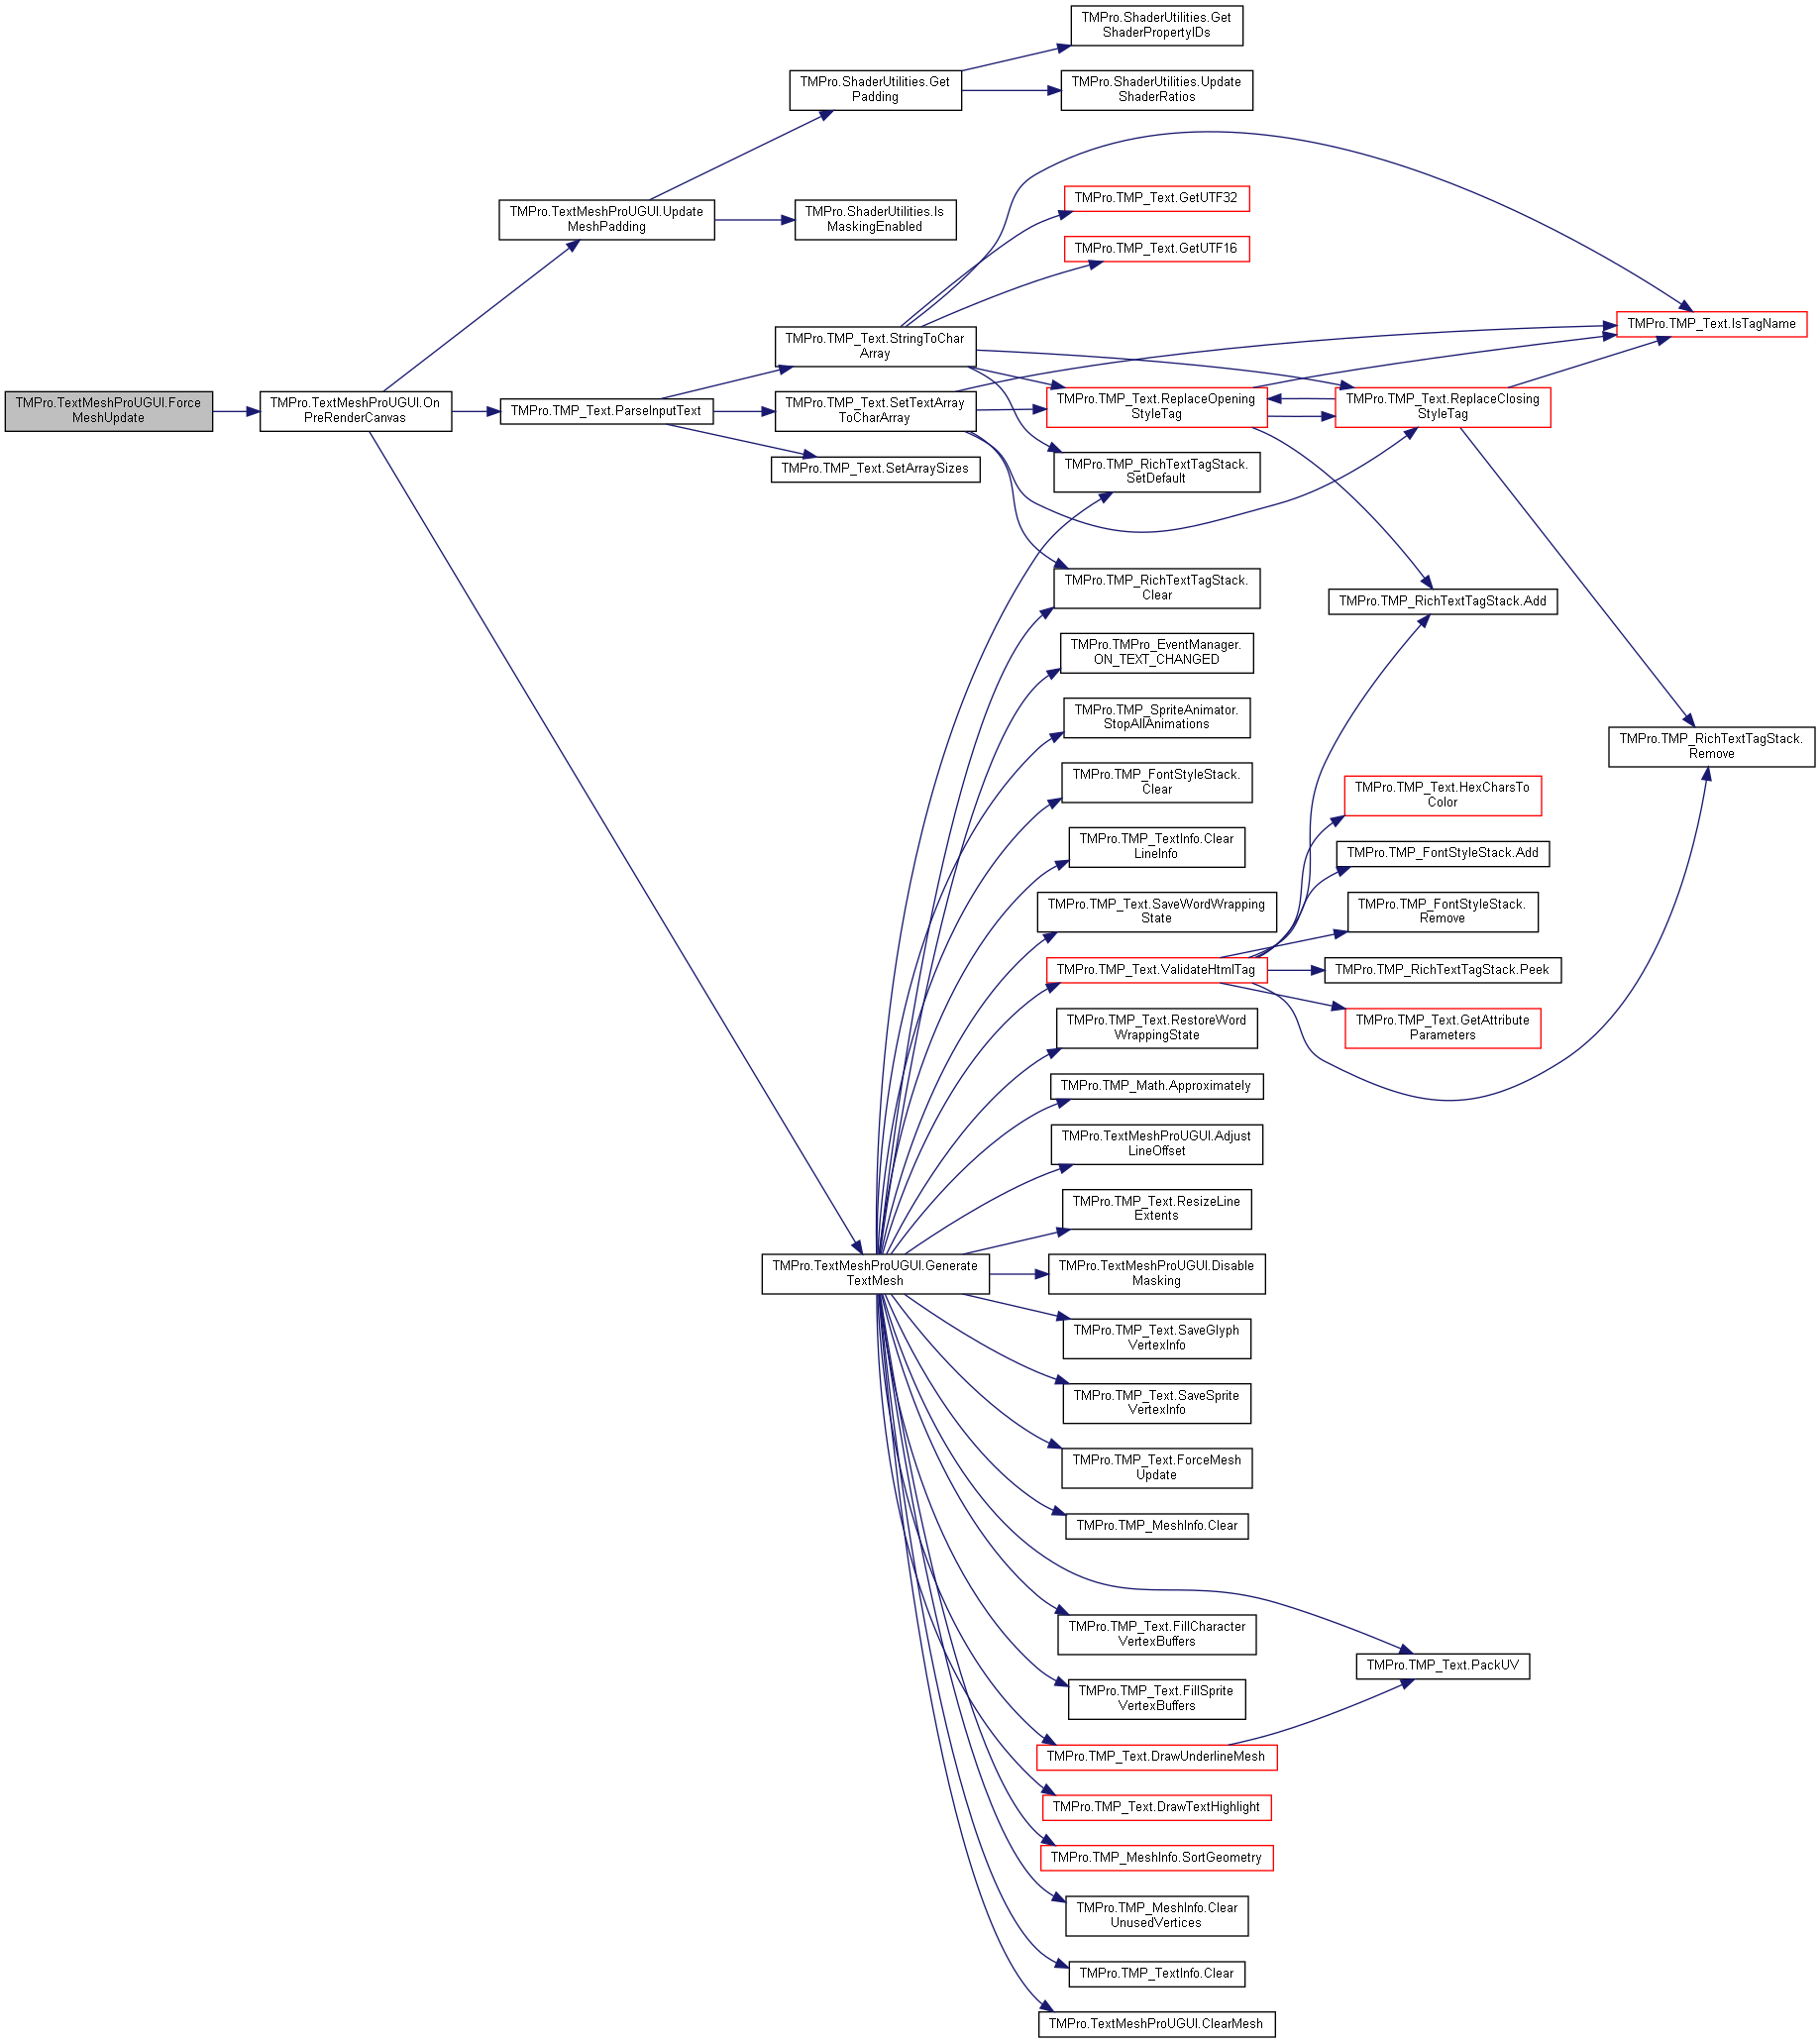 TMPro.ShaderUtilities.Get
ShaderPropertyIDs
TMPro.ShaderUtilities.Get
Padding
TMPro.ShaderUtilities.Update
ShaderRatios
TMPro.TextMeshProUGUI.Update
MeshPadding
TMPro.ShaderUtilities.Is
MaskingEnabled
TMPro.TMP_Text.GetUTF32
TMPro.TMP_Text.GetUTF16
TMPro.TMP_Text.StringToChar
Array
TMPro.TMP_Text.IsTagName
TMPro.TextMeshProUGUI.Force
MeshUpdate
TMPro.TextMeshProUGUI.On
PreRenderCanvas
TMPro.TMP_Text.ParseInputText
TMPro.TMP_Text.SetTextArray
ToCharArray
TMPro.TMP_Text.ReplaceOpening
StyleTag
TMPro.TMP_Text.ReplaceClosing
StyleTag
TMPro.TMP_Text.SetArraySizes
TMPro.TMP_RichTextTagStack.
SetDefault
TMPro.TMP_RichTextTagStack.
Clear
TMPro.TMP_RichTextTagStack.Add
TMPro.TMPro_EventManager.
ON_TEXT_CHANGED
TMPro.TMP_SpriteAnimator.
StopAllAnimations
TMPro.TMP_RichTextTagStack.
Remove
TMPro.TMP_FontStyleStack.
Clear
TMPro.TMP_Text.HexCharsTo
Color
TMPro.TMP_TextInfo.Clear
LineInfo
TMPro.TMP_FontStyleStack.Add
TMPro.TMP_Text.SaveWordWrapping
State
TMPro.TMP_FontStyleStack.
Remove
TMPro.TMP_Text.ValidateHtmlTag
TMPro.TMP_RichTextTagStack.Peek
TMPro.TMP_Text.RestoreWord
WrappingState
TMPro.TMP_Text.GetAttribute
Parameters
TMPro.TMP_Math.Approximately
TMPro.TextMeshProUGUI.Adjust
LineOffset
TMPro.TMP_Text.ResizeLine
Extents
TMPro.TextMeshProUGUI.Generate
TextMesh
TMPro.TextMeshProUGUI.Disable
Masking
TMPro.TMP_Text.SaveGlyph
VertexInfo
TMPro.TMP_Text.SaveSprite
VertexInfo
TMPro.TMP_Text.ForceMesh
Update
TMPro.TMP_MeshInfo.Clear
TMPro.TMP_Text.FillCharacter
VertexBuffers
TMPro.TMP_Text.PackUV
TMPro.TMP_Text.FillSprite
VertexBuffers
TMPro.TMP_Text.DrawUnderlineMesh
TMPro.TMP_Text.DrawTextHighlight
TMPro.TMP_MeshInfo.SortGeometry
TMPro.TMP_MeshInfo.Clear
UnusedVertices
TMPro.TMP_TextInfo.Clear
TMPro.TextMeshProUGUI.ClearMesh